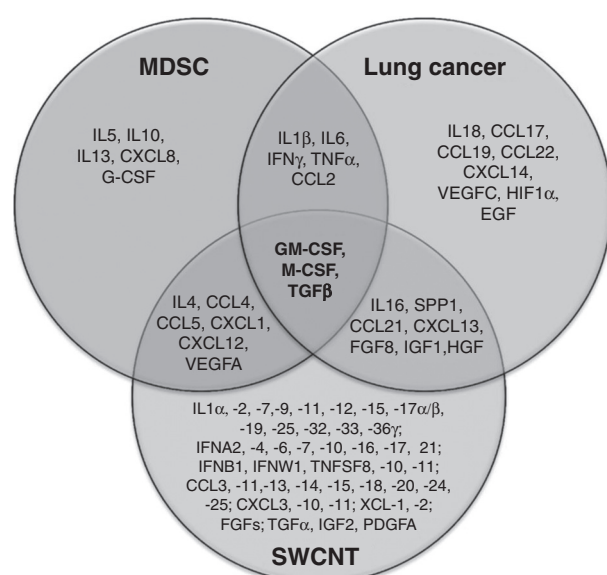 MDSC
Lung cancer
IL5, IL10,
IL13, CXCL8,
G-CSF
IL1β, IL6,
IFNγ, TNFα,
CCL2
IL18, CCL17,
CCL19, CCL22,
CXCL14,
VEGFC, HIF1α,
EGF
GM-CSF,
M-CSF,
TGFβ
IL4, CCL4,
CCL5, CXCL1,
CXCL12,
VEGFA
IL16, SPP1,
CCL21, CXCL13,
FGF8, IGF1,HGF
IL1α, -2, -7,-9, -11, -12, -15, -17α/β,
-19, -25, -32, -33, -36γ;
IFNA2, -4, -6, -7, -10, -16, -17, 21;
IFNB1, IFNW1, TNFSF8, -10, -11;
CCL3, -11,-13, -14, -15, -18, -20, -24,
-25; CXCL3, -10, -11; XCL-1, -2;
FGFs; TGFα, IGF2, PDGFA
SWCNT